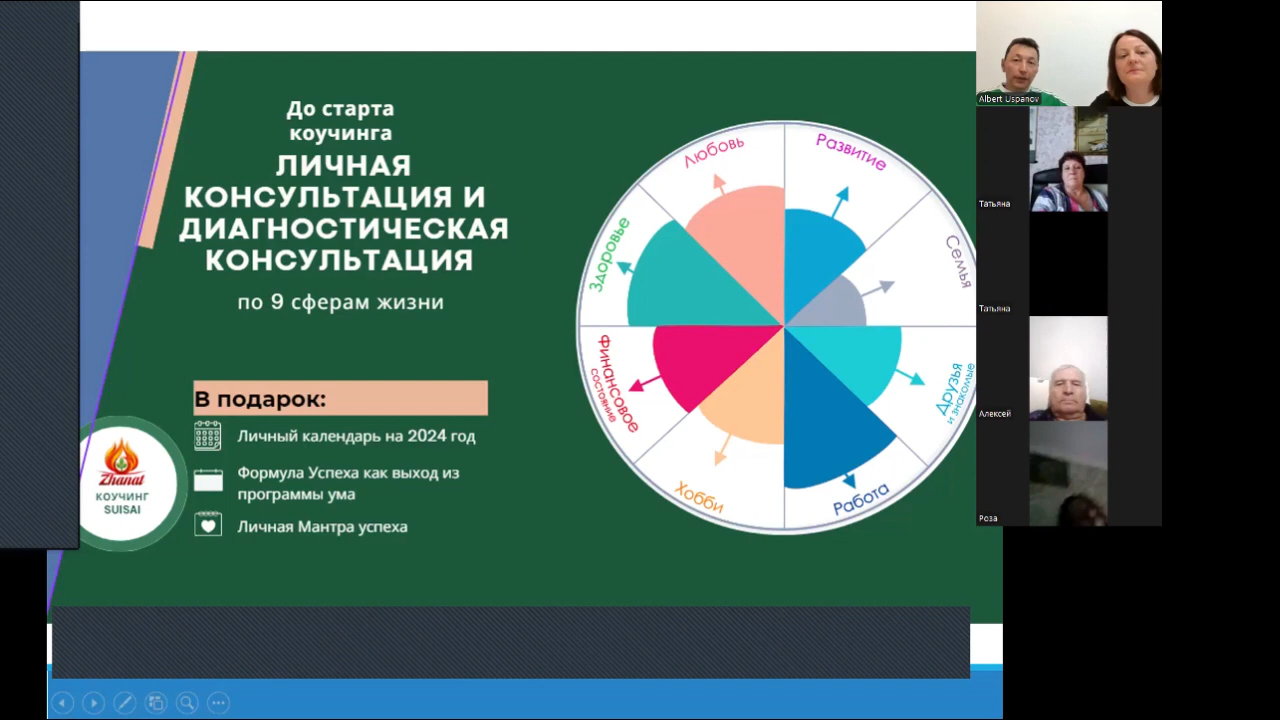 До старта
коучинга
ЛИЧНАЯ
КОНСУЛЬТАЦИЯ И
ДИАГНОСТИЧЕСКАЯ
КОНСУЛЬТАЦИЯ
по 9 сферам жизни
В подарок:
Личный календарь на 2024 год
Формула Успеха как выход из
программы ума
Личная Мантра успеха
Zhanat
КОУЧИНГ
SUISAI
Любовь
Развитие
Семья
Друзья
и знакомые
Работа
Хобби
Финансовое
состояние
Здоровье
Albert Uspanov
Татьяна
Татьяна
Алексей
Роза